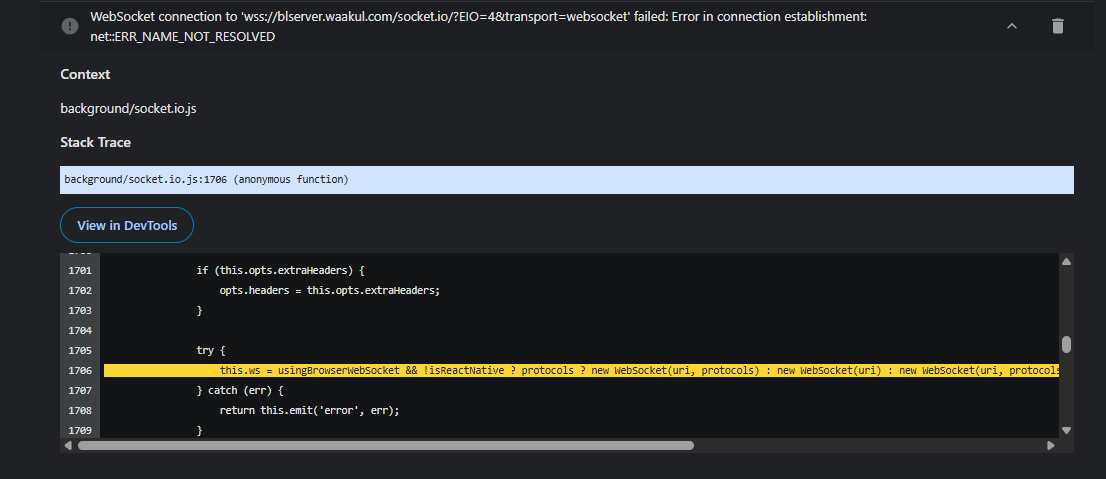 WebSocket connection to 'wss://blserver.waakul.com/socket.io/?EIO=4&transport=websocket' failed: Error in connection establishment:
net::ERR_NAME_NOT_RESOLVED
Context
background/socket.io.js
Stack Trace
background/socket.io.js:1706 (anonymous function)
View in DevTools
1701 if (this.opts.extraHeaders) {
1702 opts.headers = this.opts.extraHeaders;
1703 }
1704
1705 try {
1706 this.ws = usingBrowserWebSocket && !isReactNative ? protocols ? new WebSocket(uri, protocols) : new WebSocket(uri) : new WebSocket(uri, protocols
1707 } catch (err) {
1708 return this.emit('error', err);
1709 }